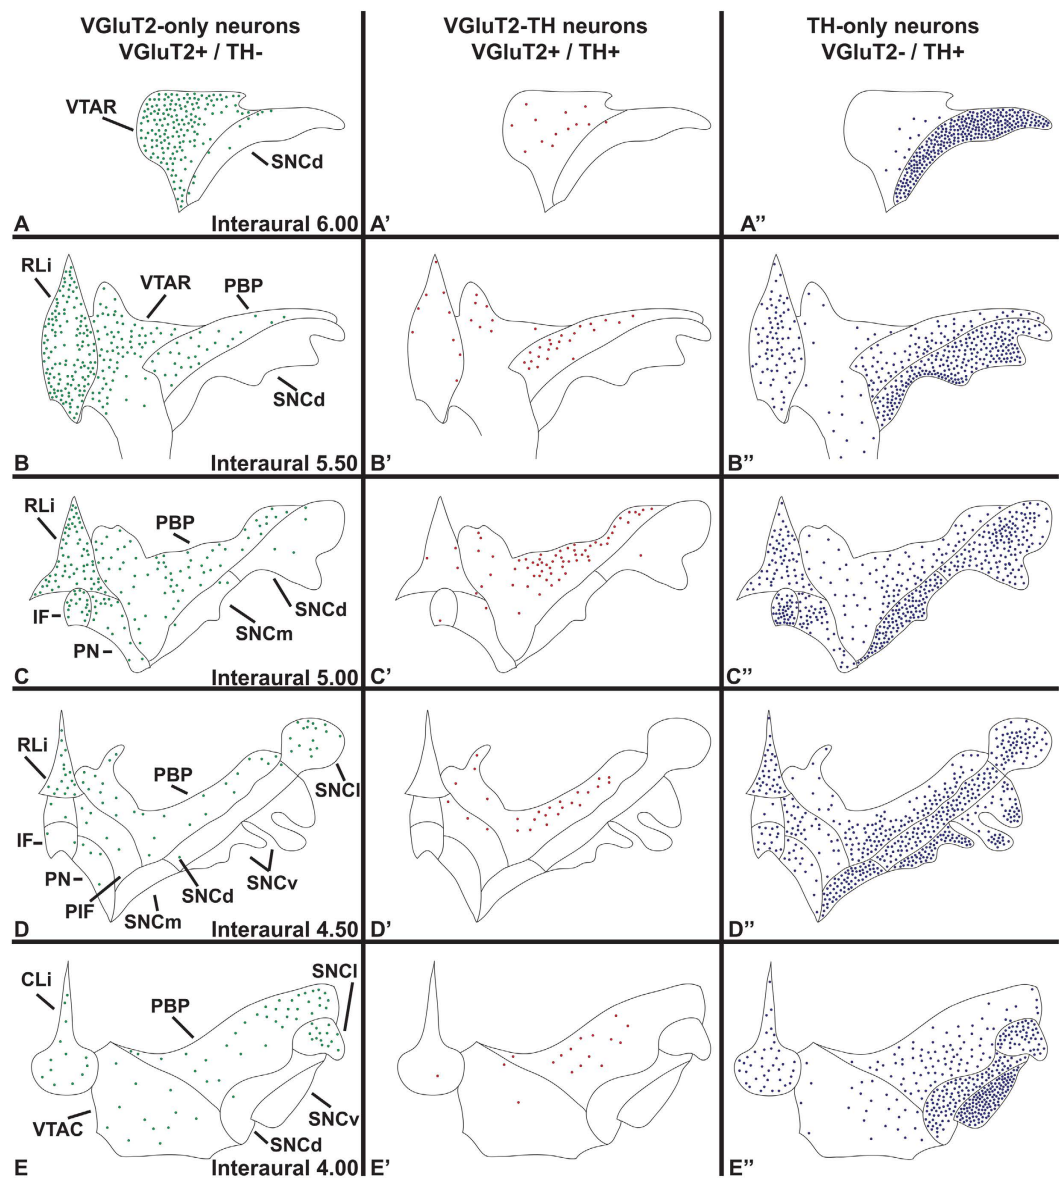 VGluT2-only neurons
VGluT2+ / TH-
VGluT2-TH neurons
VGluT2+ / TH+
TH-only neurons
VGluT2- / TH+
VTAR
SNCd
A
Interaural 6.00
A'
A''
RLi
VTAR
PBP
SNCd
B
Interaural 5.50
B'
B''
RLi
PBP
IF
SNCd
SNCm
PN
C
Interaural 5.00
C'
C''
RLi
PBP
SNCl
IF
PN
SNCv
SNCd
PIF
SNCm
D
Interaural 4.50
D'
D''
CLi
SNCl
PBP
SNCv
VTAC
SNCd
E
Interaural 4.00
E'
E''